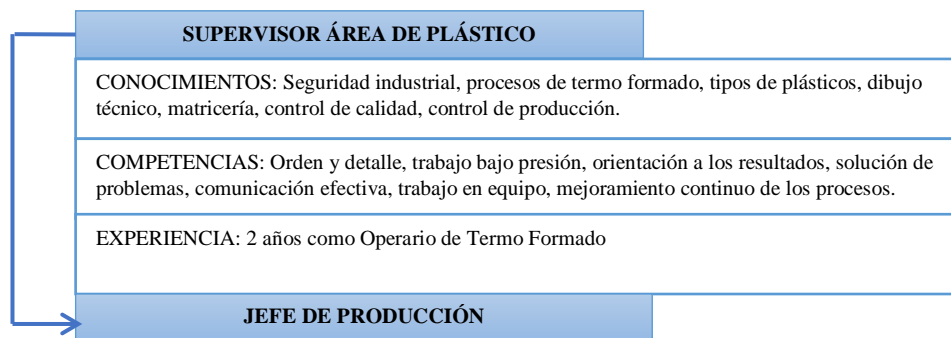 SUPERVISOR ÁREA DE PLÁSTICO
CONOCIMIENTOS: Seguridad industrial, procesos de termo formado, tipos de plásticos, dibujo
técnico, matricería, control de calidad, control de producción.
COMPETENCIAS: Orden y detalle, trabajo bajo presión, orientación a los resultados, solución de
problemas, comunicación efectiva, trabajo en equipo, mejoramiento continuo de los procesos.
EXPERIENCIA: 2 años como Operario de Termo Formado
JEFE DE PRODUCCIÓN